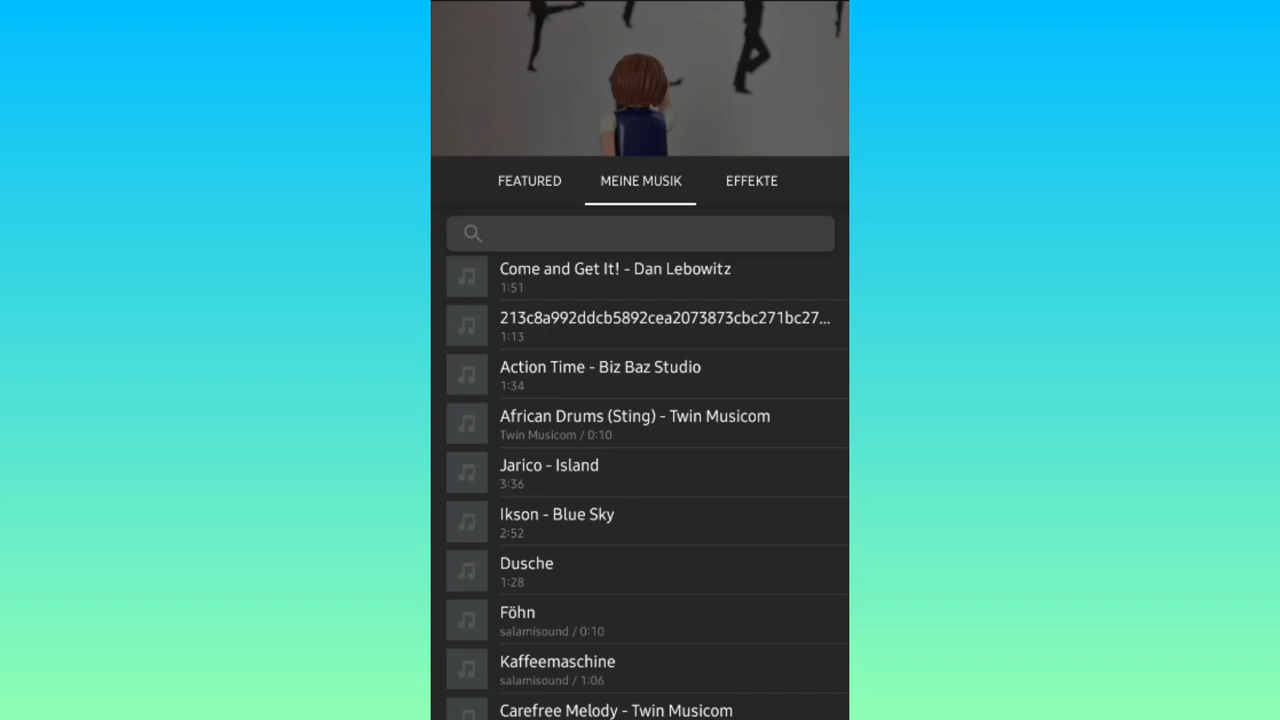 FEATURED MEINE MUSIK EFFEKTE
Come and Get It! - Dan Lebowitz
1:51
213c8a992ddcb5892cea2073873cbc271bc27...
1:13
Action Time - Biz Baz Studio
1:34
African Drums (Sting) - Twin Musicom
Twin Musicom / 0:10
Jarico - Island
3:36
Ikson - Blue Sky
2:52
Dusche
1:28
Föhn
salamisound / 0:10
Kaffeemaschine
salamisound / 1:06
Carefree Melody - Twin Musicom